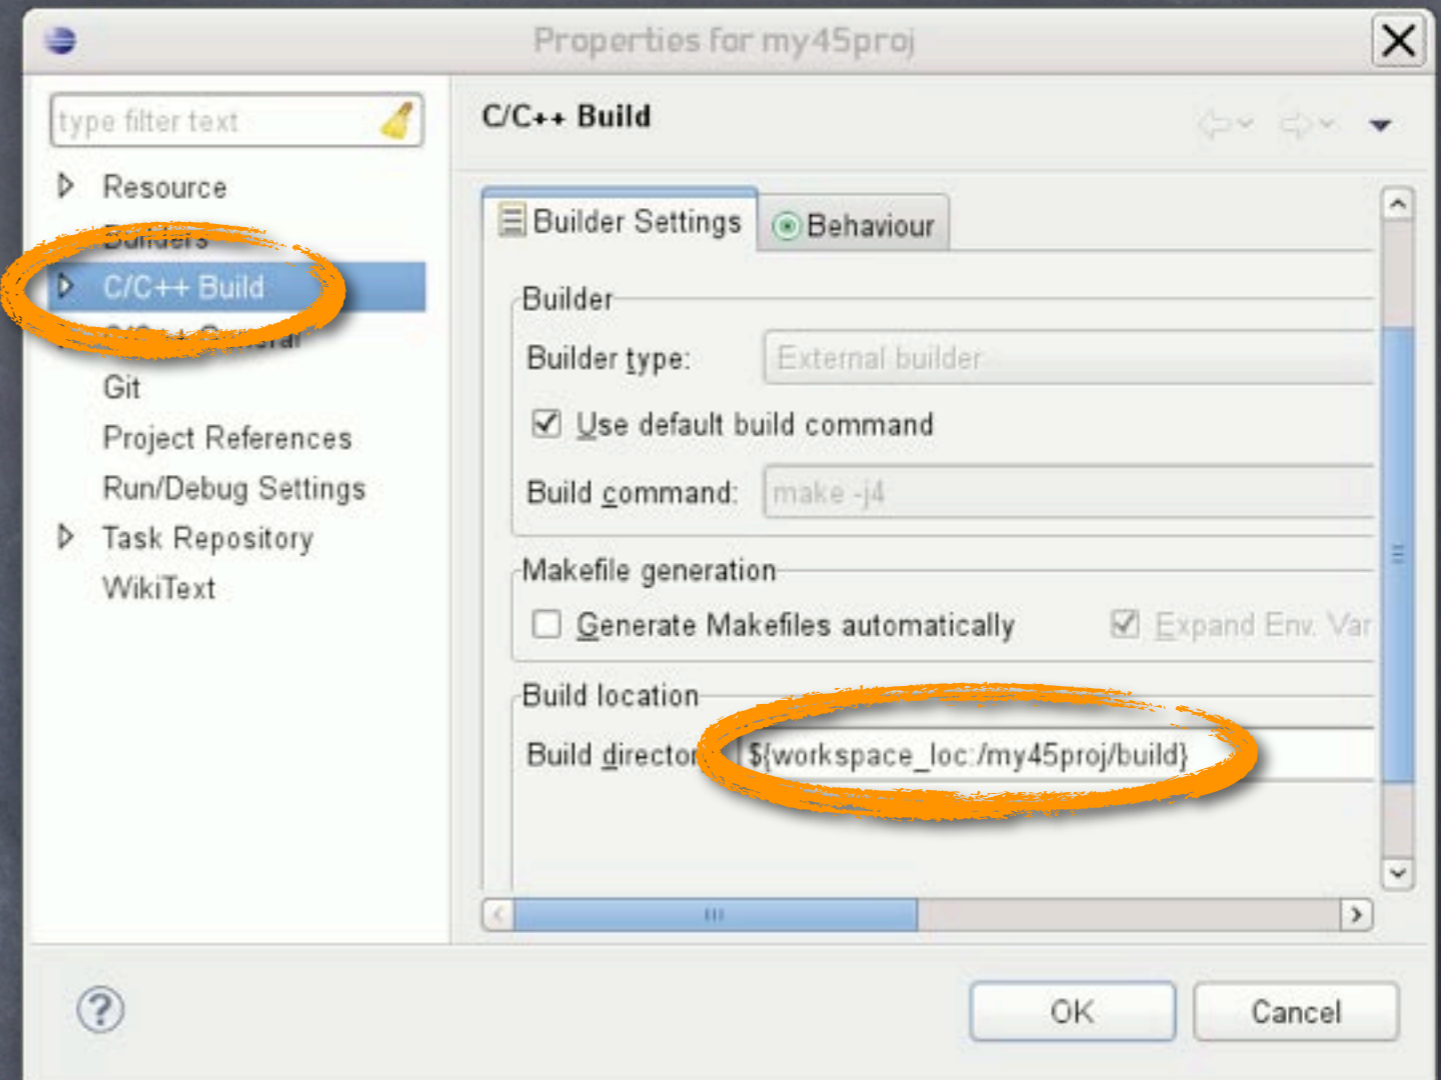 Properties for my45proj
type filter text
Resource
Builders
C/C++ Build
C/C++ General
Git
Project References
Run/Debug Settings
Task Repository
WikiText
C/C++ Build
Builder Settings
Behaviour
Builder
Builder type:
External builder
Use default build command
Build command:
make -j4
Makefile generation
Generate Makefiles automatically
Expand Env. Var
Build location
Build director
${workspace_loc:/my45proj/build}
OK
Cancel